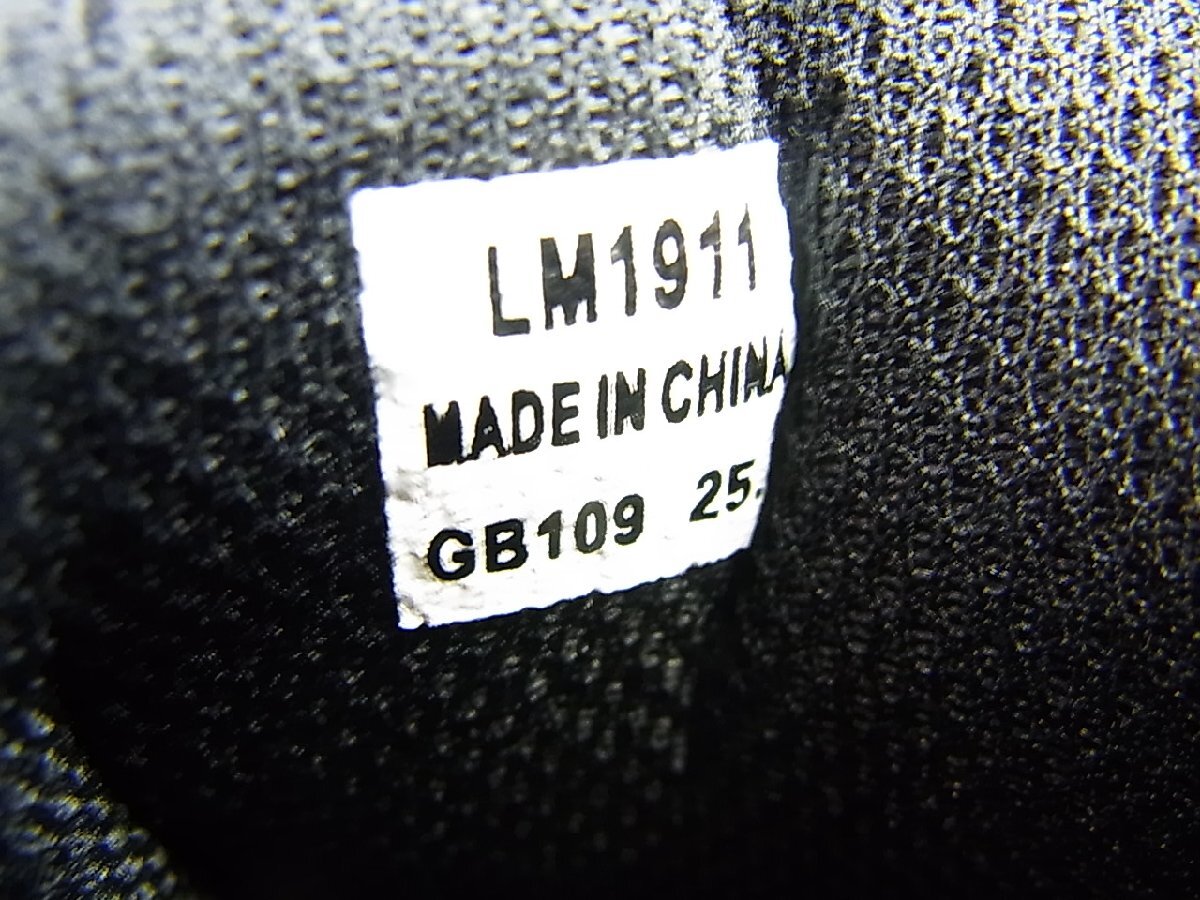 LM1911
MADE IN CHINA
GB109 25.